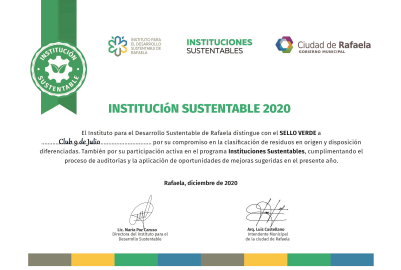 INSTITUCIÓN
SUSTENTABLE
INSTITUTO PARA
EL DESARROLLO
SUSTENTABLE DE
RAFAELA
INSTITUCIONES
SUSTENTABLES
Ciudad de Rafaela
GOBIERNO MUNICIPAL
INSTITUCIóN SUSTENTABLE 2020
El Instituto para el Desarrollo Sustentable de Rafaela distingue con el SELLO VERDE a
..........Club 9 de Julio.............................. por su compromiso en la clasificación de residuos en origen y disposición
diferenciadas. También por su participación activa en el programa Instituciones Sustentables, cumplimentando el
proceso de auditorías y la aplicación de oportunidades de mejoras sugeridas en el presente año.
Rafaela, diciembre de 2020
Lic. María Paz Caruso
Directora del Instituto para el
Desarrollo Sustentable
Arq. Luis Castellano
Intendente Municipal
de la ciudad de Rafaela